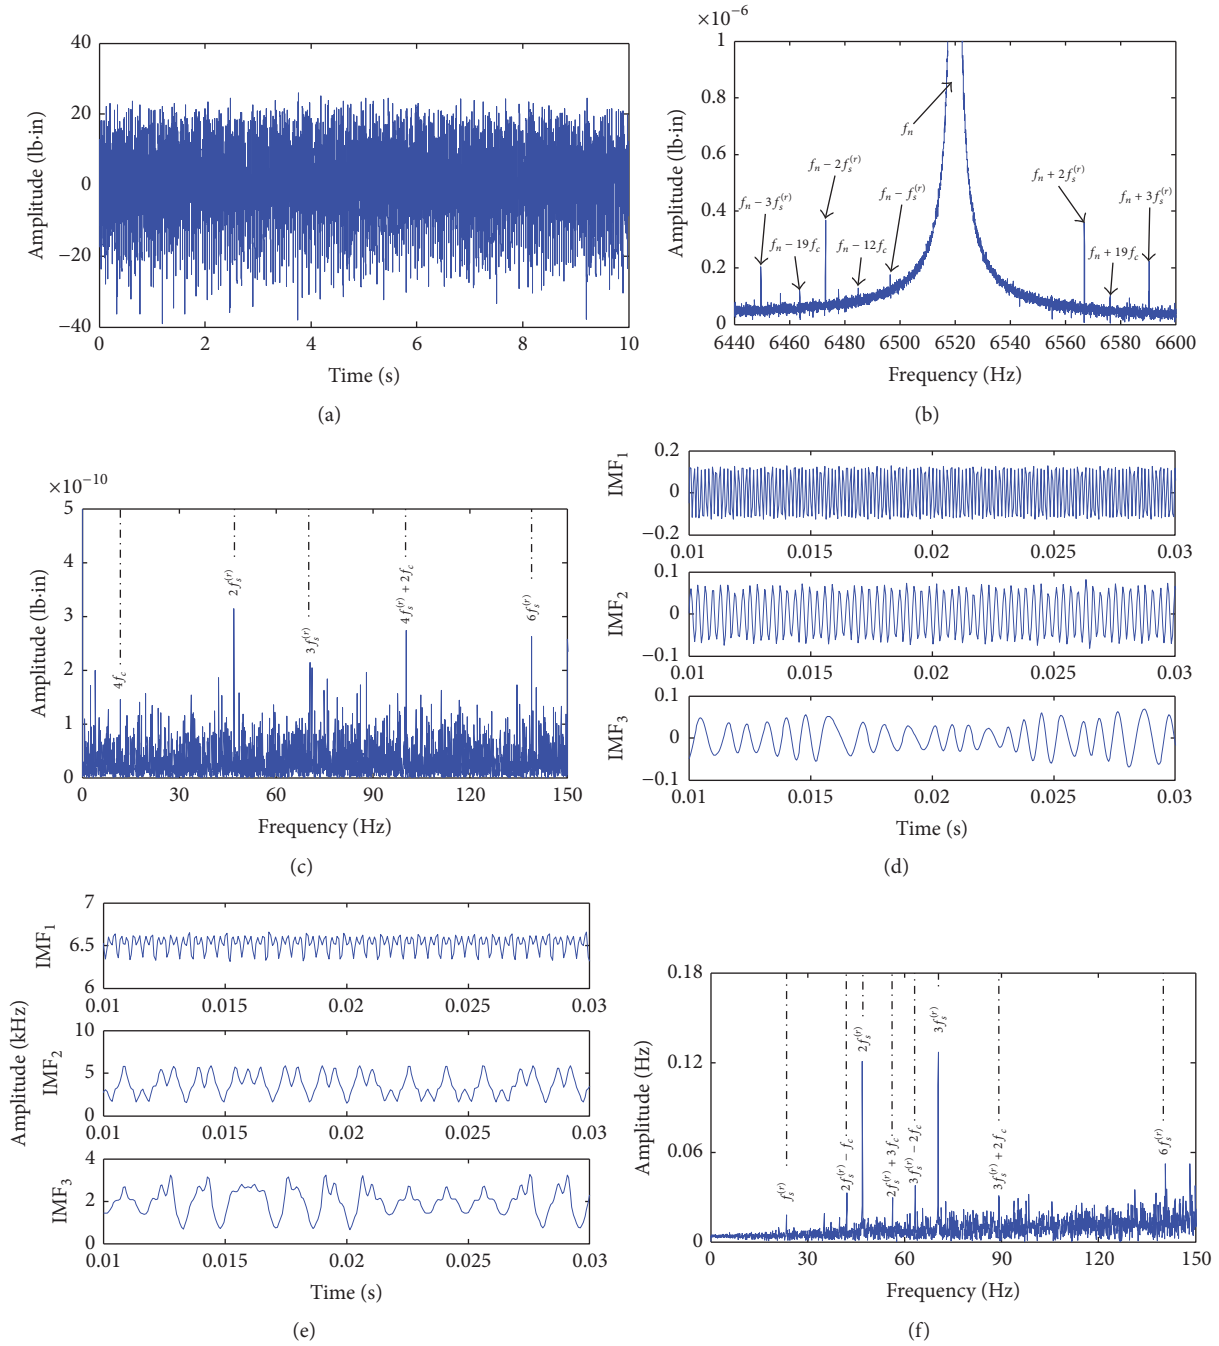 40
20
0
−20
−40
Amplitude (lb·in)
0 2 4 6 8 10
Time (s)
(a)
×10⁻⁶
1
0.8
0.6
0.4
0.2
0
Amplitude (lb·in)
fₙ
fₙ − 2fₛ⁽ʳ⁾
fₙ − 3fₛ⁽ʳ⁾
fₙ − fₛ⁽ʳ⁾
fₙ − 19f_c
fₙ − 12f_c
fₙ + 2fₛ⁽ʳ⁾
fₙ + 3fₛ⁽ʳ⁾
fₙ + 19f_c
6440 6460 6480 6500 6520 6540 6560 6580 6600
Frequency (Hz)
(b)
×10⁻¹⁰
5
4
3
2
1
0
Amplitude (lb·in)
4f_c
2fₛ⁽ʳ⁾
3fₛ⁽ʳ⁾
4fₛ⁽ʳ⁾ + 2f_c
6fₛ⁽ʳ⁾
0 30 60 90 120 150
Frequency (Hz)
(c)
IMF₁
0.2
0
−0.2
0.01 0.015 0.02 0.025 0.03
IMF₂
0.1
0
−0.1
0.01 0.015 0.02 0.025 0.03
IMF₃
0.1
0
−0.1
0.01 0.015 0.02 0.025 0.03
Time (s)
(d)
Amplitude (kHz)
IMF₁
7
6.5
6
0.01 0.015 0.02 0.025 0.03
IMF₂
10
5
0
0.01 0.015 0.02 0.025 0.03
IMF₃
4
2
0
0.01 0.015 0.02 0.025 0.03
Time (s)
(e)
0.18
0.12
0.06
0
Amplitude (Hz)
fₛ⁽ʳ⁾
2fₛ⁽ʳ⁾ − f_c
2fₛ⁽ʳ⁾
2fₛ⁽ʳ⁾ + 3f_c
3fₛ⁽ʳ⁾ − 2f_c
3fₛ⁽ʳ⁾
3fₛ⁽ʳ⁾ + 2f_c
6fₛ⁽ʳ⁾
0 30 60 90 120 150
Frequency (Hz)
(f)